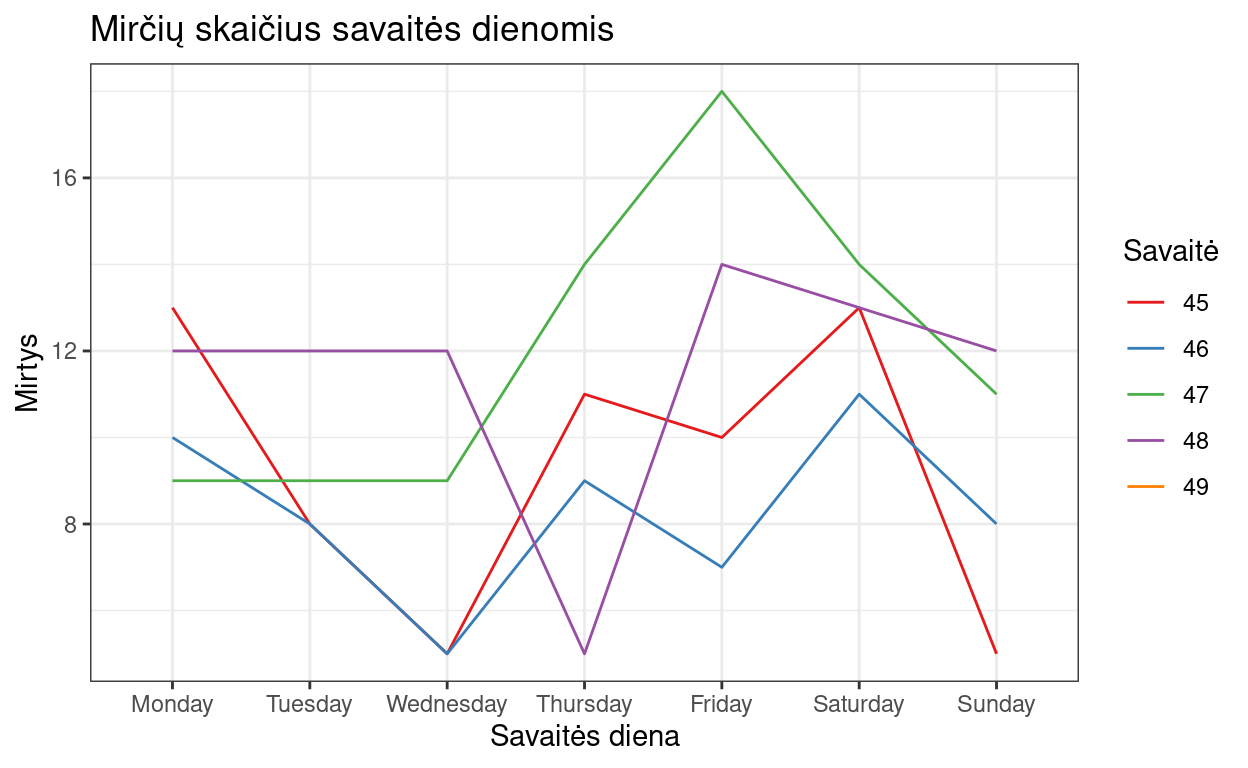 Mirčių skaičius savaitės dienomis
Mirtys
16
12
8
Monday Tuesday Wednesday Thursday Friday Saturday Sunday
Savaitės diena
Savaitė
45
46
47
48
49